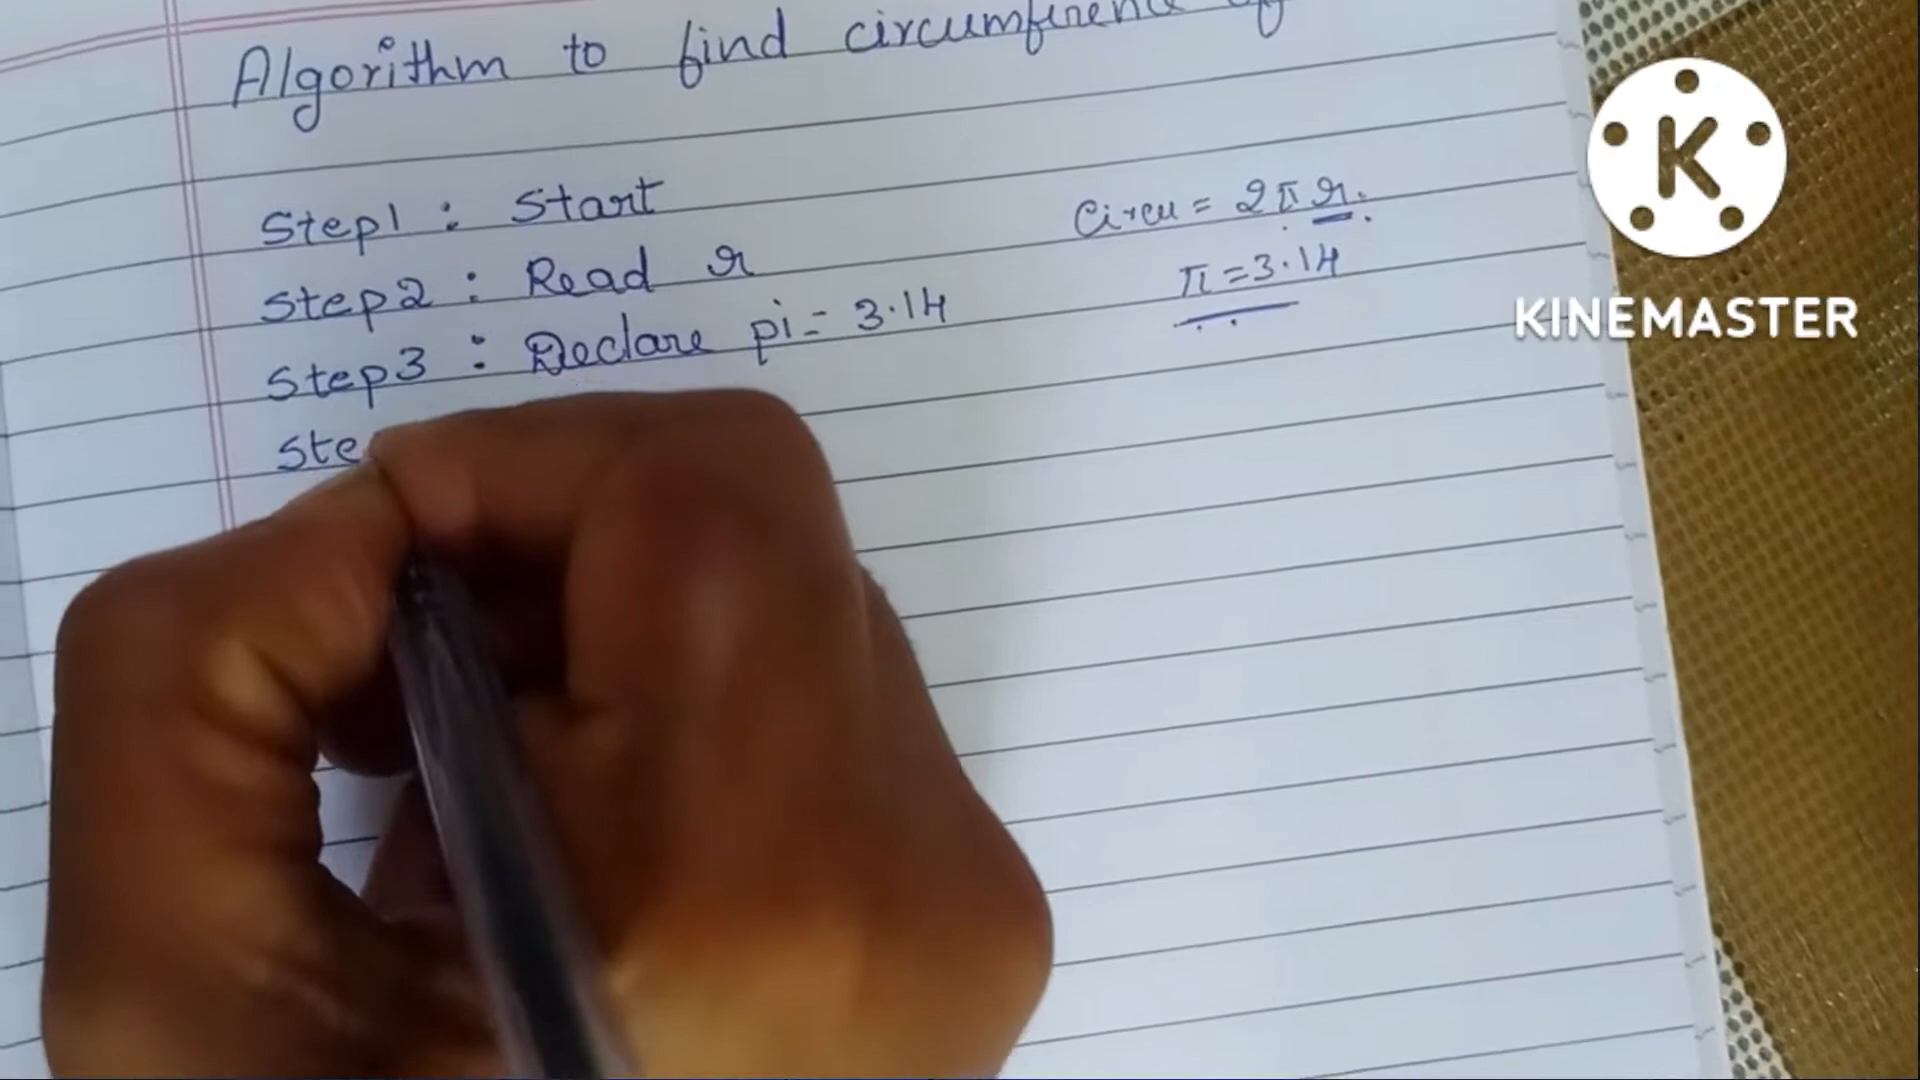 Algorithm to find circumference of
Step1 : Start
Step2 : Read r
Step3 : Declare pi = 3.14
Ste
Circu = 2πr.
π = 3.14
KINEMASTER